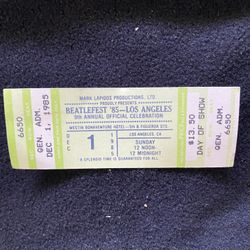 6650
GEN. ADM.
DEC 1, 1985
MARK LAPIDOS PRODUCTIONS, LTD.
PROUDLY PRESENTS
BEATLEFEST '85—LOS ANGELES
9th ANNUAL OFFICIAL CELEBRATION
WESTIN BONAVENTURE HOTEL—5th & FIGUEROA STS.
LOS ANGELES, CA.
DEC 1 1985
SUNDAY
12 NOON-
12 MIDNIGHT
A SPLENDID TIME IS GUARANTEED FOR ALL
$13.50
DAY OF SHOW
GEN. ADM.
6650